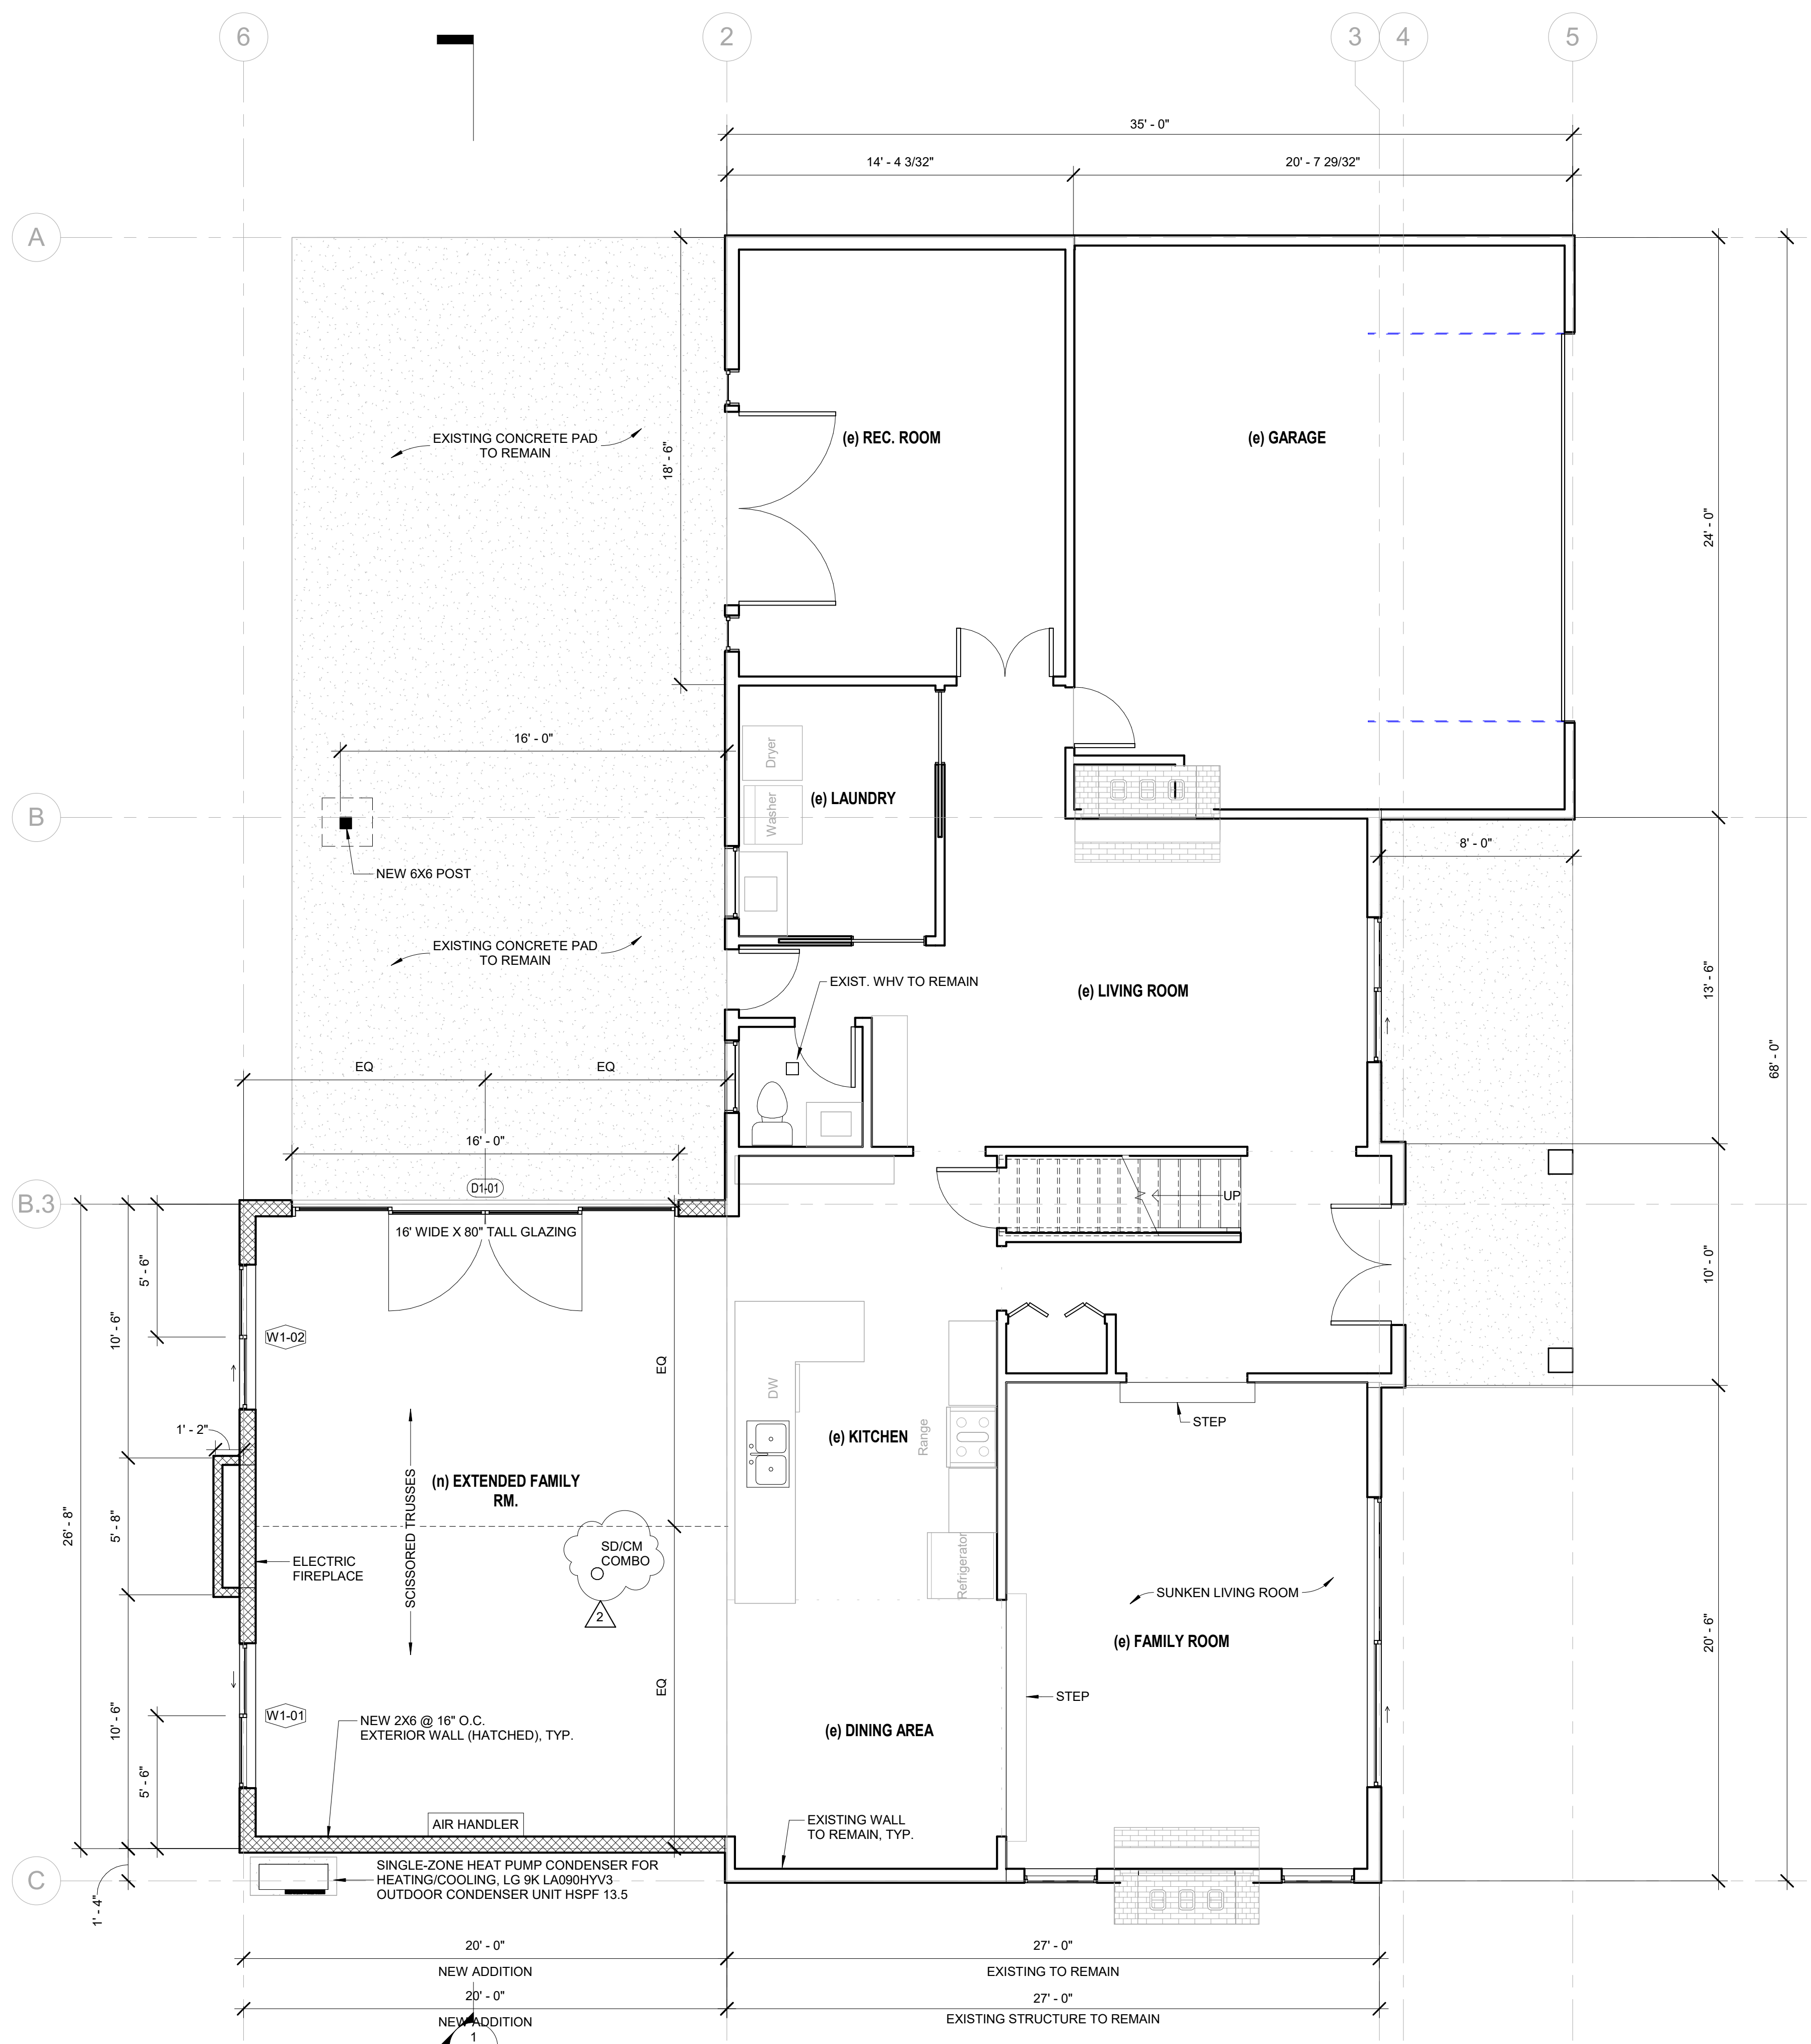 6
2
3
4
5
35' - 0"
14' - 4 3/32"
20' - 7 29/32"
A
EXISTING CONCRETE PAD
TO REMAIN
18' - 6"
(e) REC. ROOM
(e) GARAGE
24' - 0"
16' - 0"
Dryer
Washer
(e) LAUNDRY
B
NEW 6X6 POST
8' - 0"
EXISTING CONCRETE PAD
TO REMAIN
EXIST. WHV TO REMAIN
(e) LIVING ROOM
13' - 6"
68' - 0"
EQ
EQ
16' - 0"
D1-01
B.3
UP
16' WIDE X 80" TALL GLAZING
5' - 6"
10' - 6"
10' - 0"
W1-02
EQ
DW
(e) KITCHEN
Range
STEP
1' - 2"
(n) EXTENDED FAMILY
RM.
SCISSORED TRUSSES
26' - 8"
5' - 8"
ELECTRIC
FIREPLACE
SD/CM
COMBO
2
Refrigerator
SUNKEN LIVING ROOM
(e) FAMILY ROOM
20' - 6"
EQ
STEP
W1-01
NEW 2X6 @ 16" O.C.
EXTERIOR WALL (HATCHED), TYP.
(e) DINING AREA
10' - 6"
5' - 6"
AIR HANDLER
EXISTING WALL
TO REMAIN, TYP.
C
SINGLE-ZONE HEAT PUMP CONDENSER FOR
HEATING/COOLING, LG 9K LA090HYV3
OUTDOOR CONDENSER UNIT HSPF 13.5
1' - 4"
20' - 0"
NEW ADDITION
27' - 0"
EXISTING TO REMAIN
20' - 0"
NEW ADDITION
27' - 0"
EXISTING STRUCTURE TO REMAIN
1